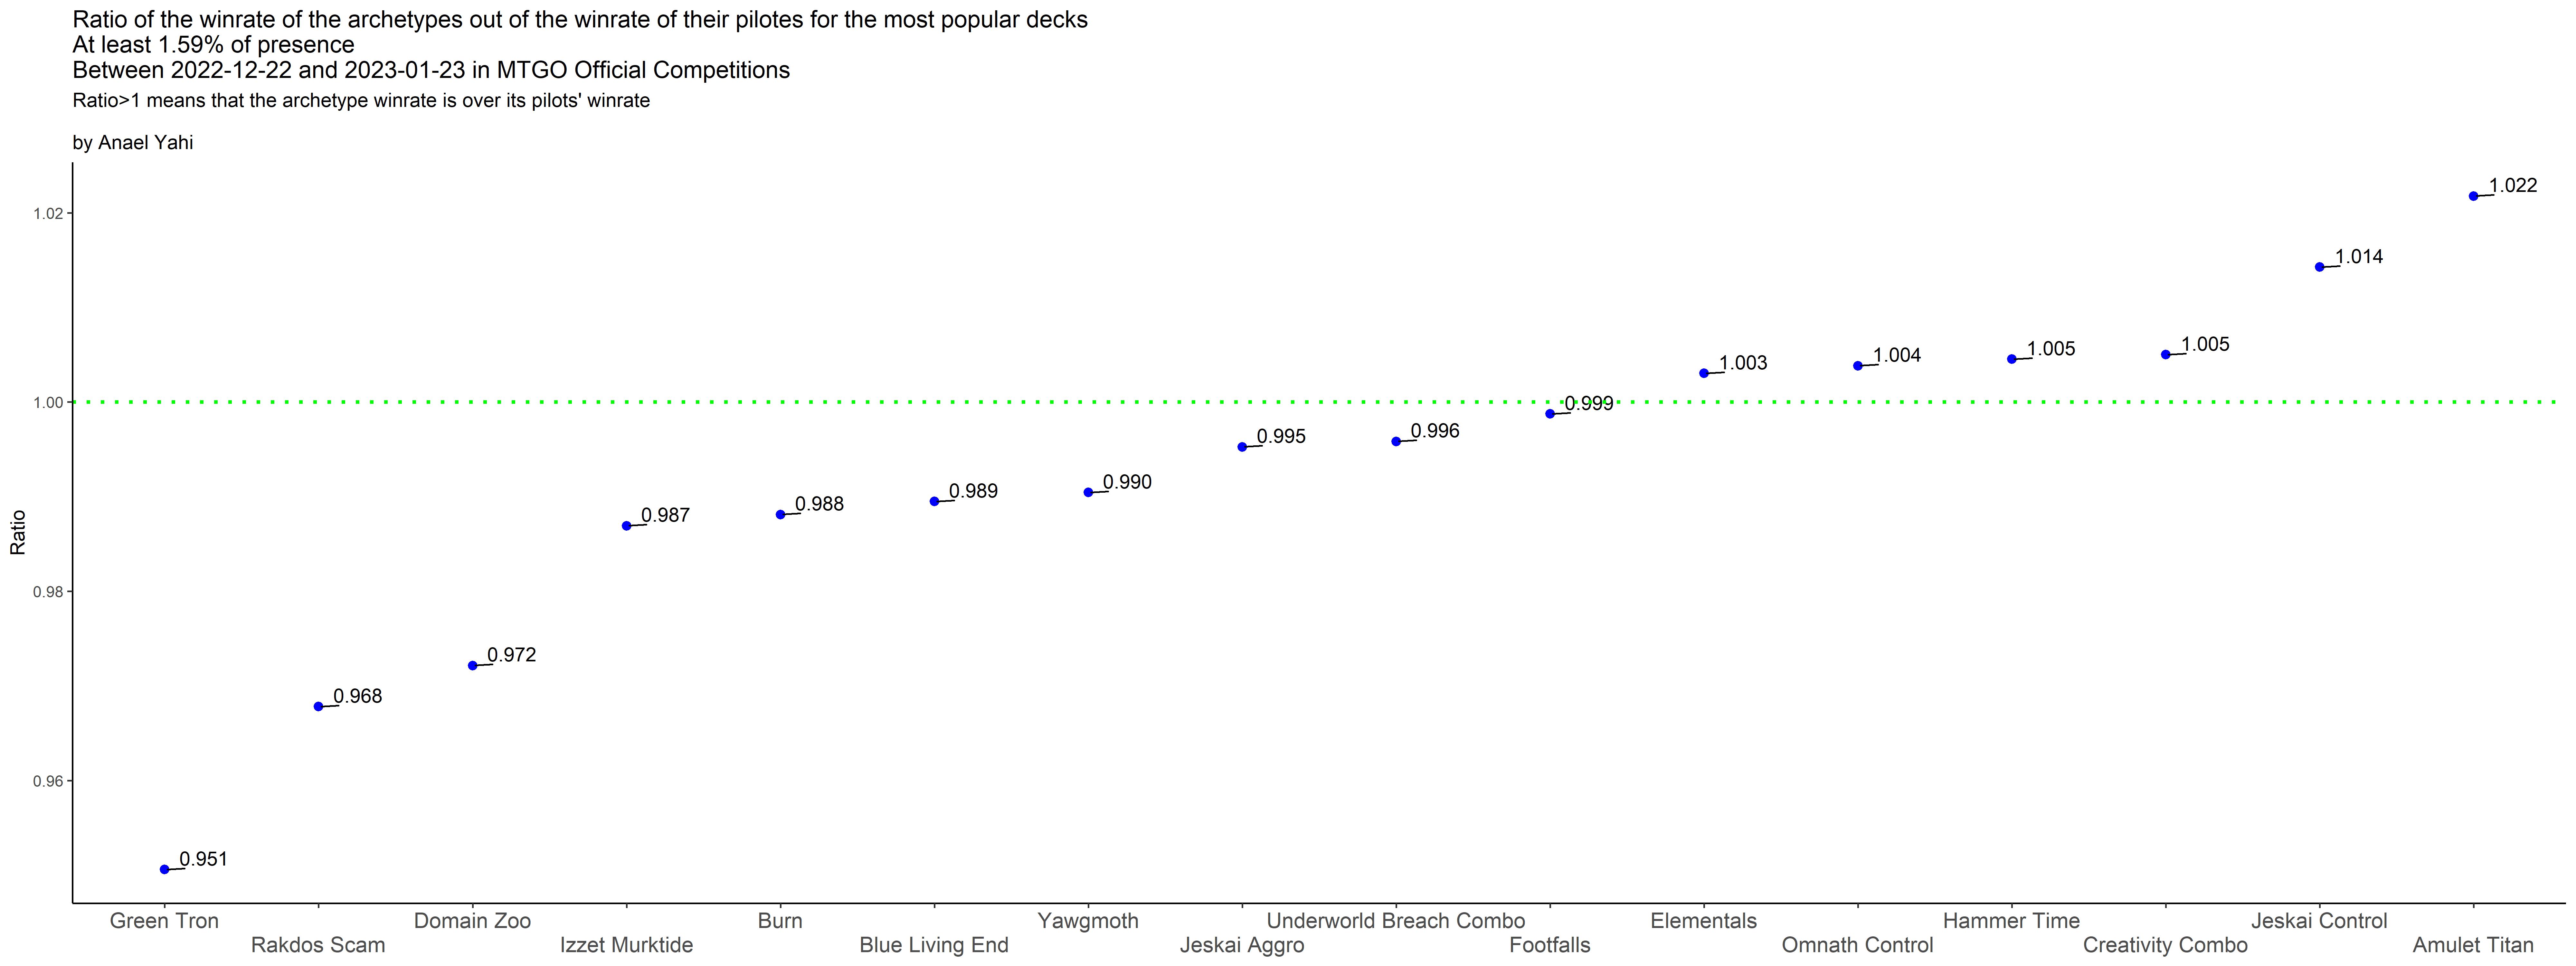 Ratio of the winrate of the archetypes out of the winrate of their pilotes for the most popular decks
At least 1.59% of presence
Between 2022-12-22 and 2023-01-23 in MTGO Official Competitions
Ratio>1 means that the archetype winrate is over its pilots' winrate
by Anael Yahi
Ratio
1.02
1.00
0.98
0.96
0.951
0.968
0.972
0.987
0.988
0.989
0.990
0.995
0.996
0.999
1.003
1.004
1.005
1.005
1.014
1.022
Green Tron
Rakdos Scam
Domain Zoo
Izzet Murktide
Burn
Blue Living End
Yawgmoth
Jeskai Aggro
Underworld Breach Combo
Footfalls
Elementals
Omnath Control
Hammer Time
Creativity Combo
Jeskai Control
Amulet Titan